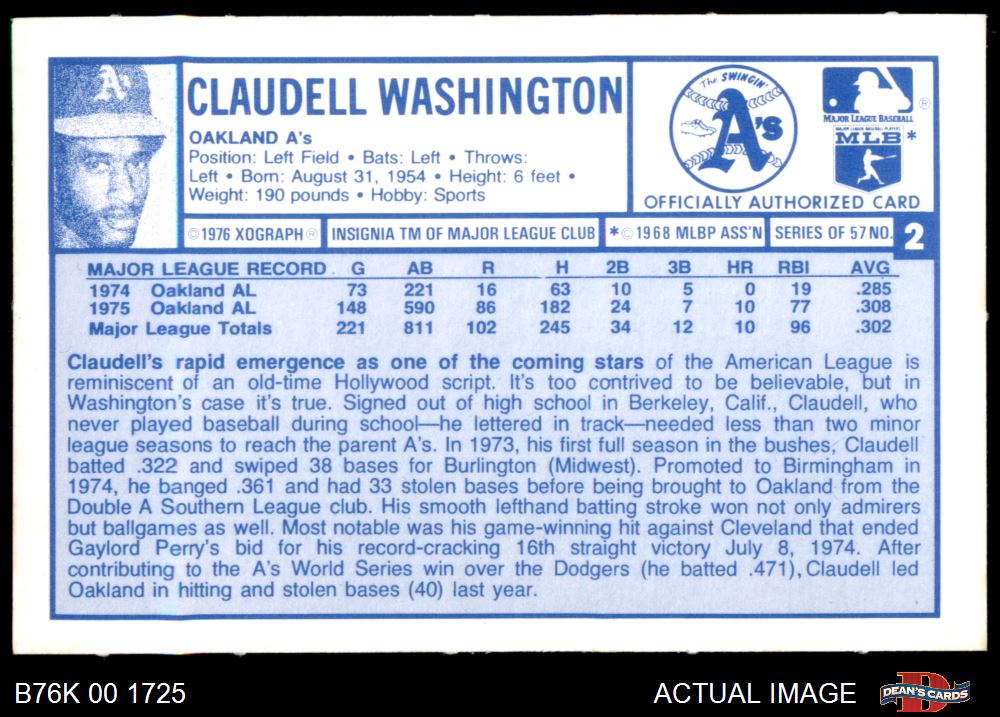 A's
CLAUDELL WASHINGTON
OAKLAND A's
Position: Left Field • Bats: Left • Throws:
Left • Born: August 31, 1954 • Height: 6 feet •
Weight: 190 pounds • Hobby: Sports
The SWINGIN'
A's
®
MAJOR LEAGUE BASEBALL
MAJOR LEAGUE BASEBALL PLAYERS
MLB *
OFFICIALLY AUTHORIZED CARD
©1976 XOGRAPH® INSIGNIA TM OF MAJOR LEAGUE CLUB *©1968 MLBP ASS'N SERIES OF 57 NO. 2
MAJOR LEAGUE RECORD. G AB R H 2B 3B HR RBI AVG
1974 Oakland AL 73 221 16 63 10 5 0 19 .285
1975 Oakland AL 148 590 86 182 24 7 10 77 .308
Major League Totals 221 811 102 245 34 12 10 96 .302
Claudell's rapid emergence as one of the coming stars of the American League is
reminiscent of an old-time Hollywood script. It's too contrived to be believable, but in
Washington's case it's true. Signed out of high school in Berkeley, Calif., Claudell, who
never played baseball during school—he lettered in track—needed less than two minor
league seasons to reach the parent A's. In 1973, his first full season in the bushes, Claudell
batted .322 and swiped 38 bases for Burlington (Midwest). Promoted to Birmingham in
1974, he banged .361 and had 33 stolen bases before being brought to Oakland from the
Double A Southern League club. His smooth lefthand batting stroke won not only admirers
but ballgames as well. Most notable was his game-winning hit against Cleveland that ended
Gaylord Perry's bid for his record-cracking 16th straight victory July 8, 1974. After
contributing to the A's World Series win over the Dodgers (he batted .471), Claudell led
Oakland in hitting and stolen bases (40) last year.
B76K 00 1725
ACTUAL IMAGE
DEAN'S CARDS